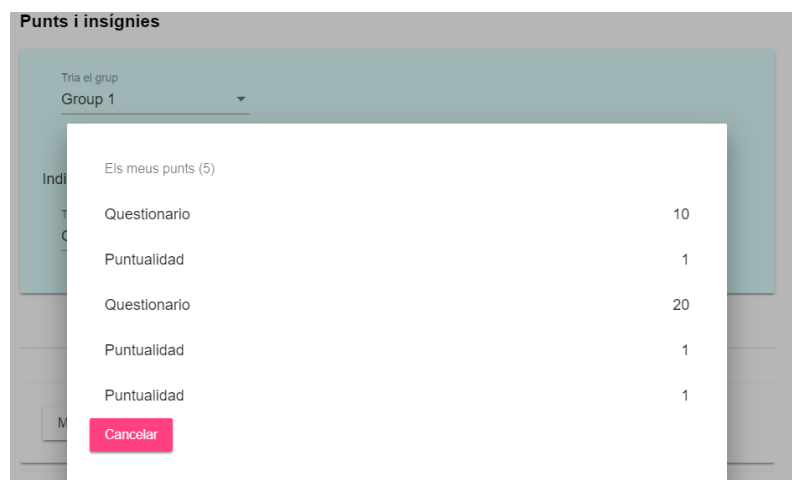 Punts i insígnies
Tria el grup
Group 1
Indi
Els meus punts (5)
Questionario 10
Puntualidad 1
Questionario 20
Puntualidad 1
Puntualidad 1
M
Cancelar